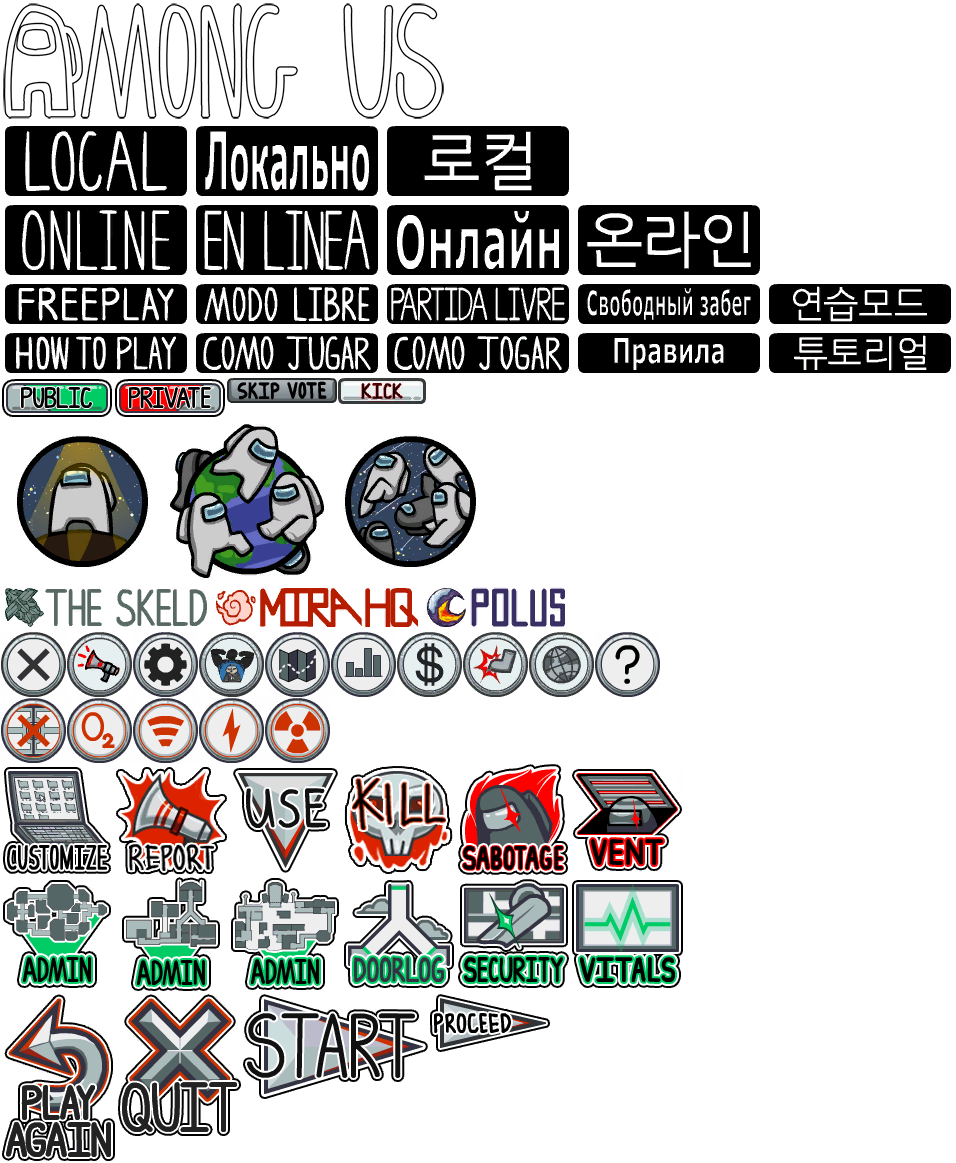 AMONG US
LOCAL Локально 로컬
ONLINE EN LINEA Онлайн 온라인
FREEPLAY MODO LIBRE PARTIDA LIVRE Свободный забег 연습모드
HOW TO PLAY COMO JUGAR COMO JOGAR Правила 튜토리얼
PUBLIC PRIVATE SKIP VOTE KICK
THE SKELD MIRA HQ POLUS
$ ?
O2
CUSTOMIZE REPORT USE KILL SABOTAGE VENT
ADMIN ADMIN ADMIN DOORLOG SECURITY VITALS
PLAY AGAIN QUIT START PROCEED